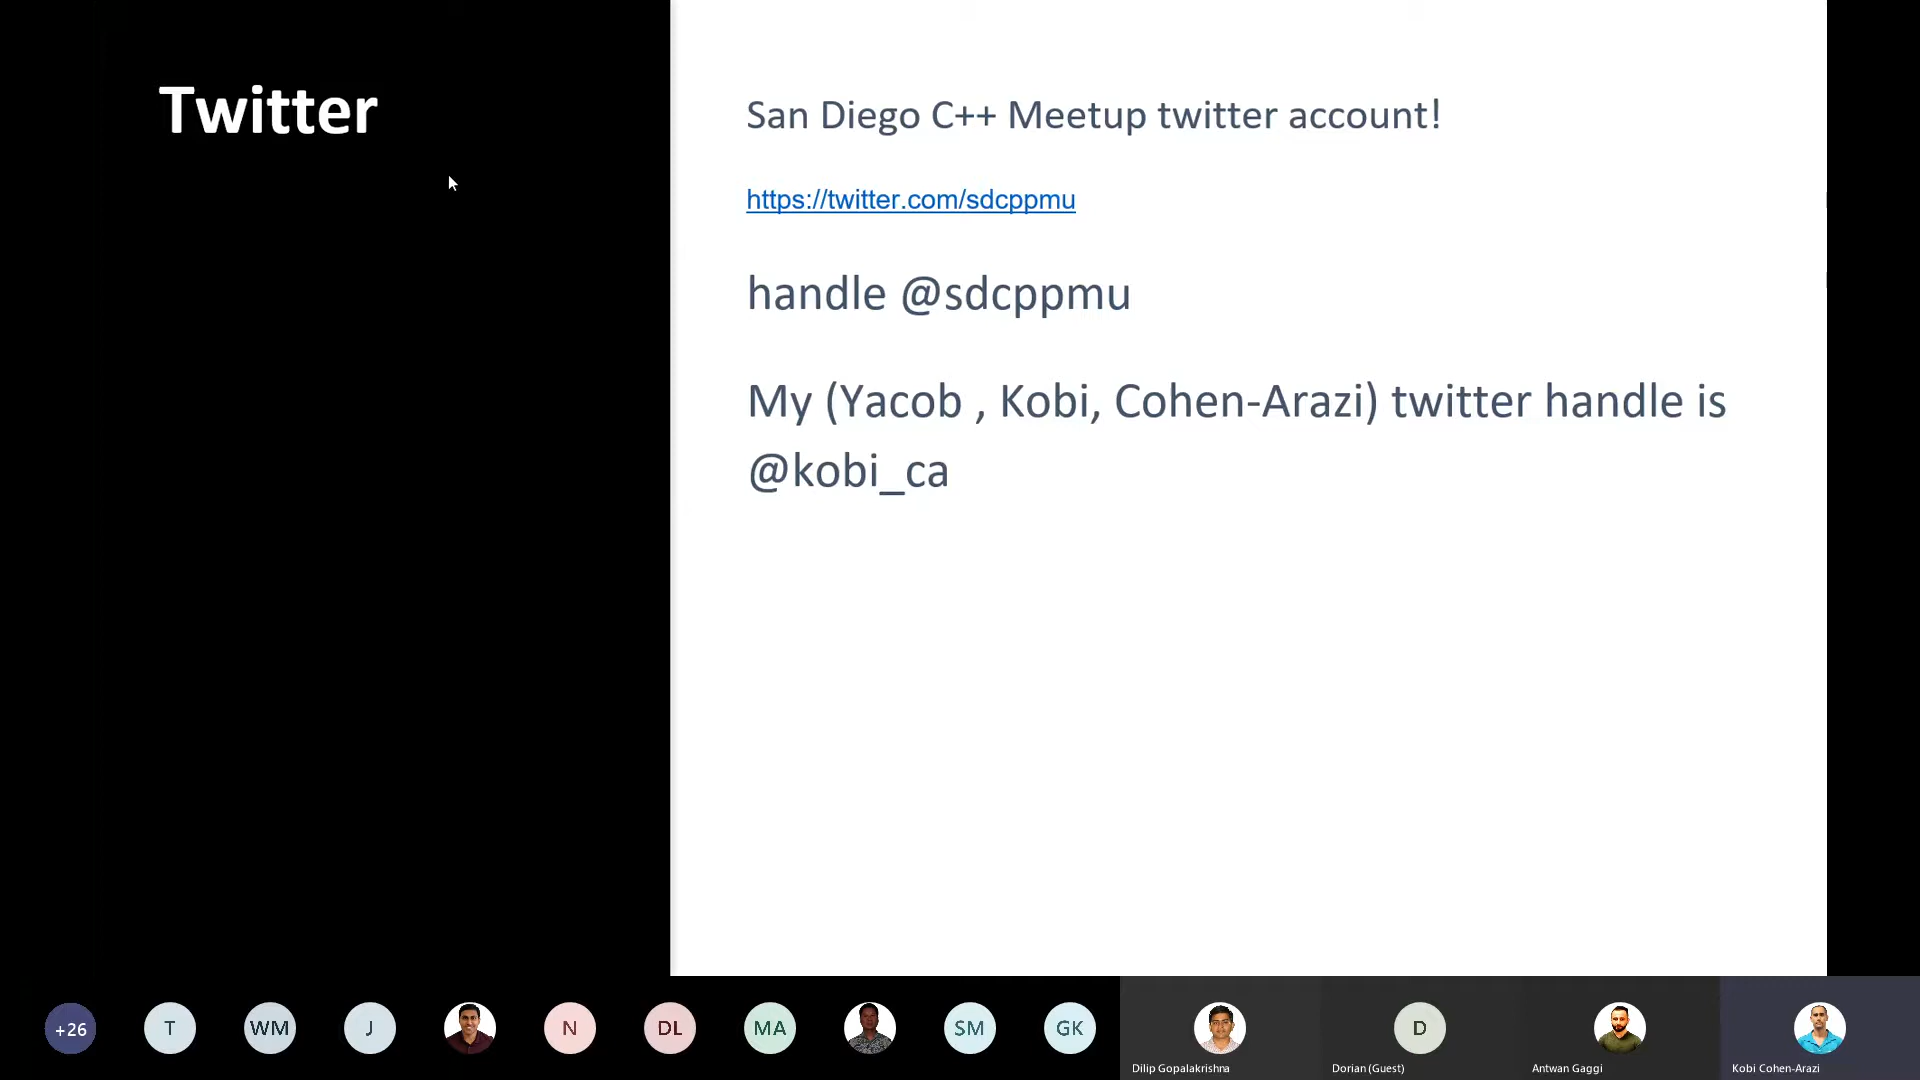 Twitter
San Diego C++ Meetup twitter account!
https://twitter.com/sdcppmu
handle @sdcppmu
My (Yacob , Kobi, Cohen-Arazi) twitter handle is
@kobi_ca
+26
T
WM
J
N
DL
MA
SM
GK
D
Dilip Gopalakrishna
Dorian (Guest)
Antwan Gaggi
Kobi Cohen-Arazi